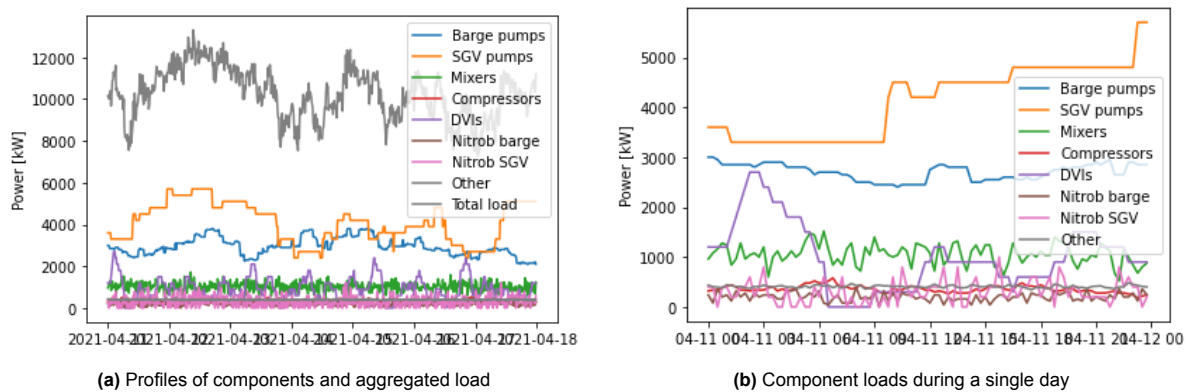 Power [kW]
12000
10000
8000
6000
4000
2000
0
Barge pumps
SGV pumps
Mixers
Compressors
DVIs
Nitrob barge
Nitrob SGV
Other
Total load
2021-04-18
(a) Profiles of components and aggregated load
Power [kW]
5000
4000
3000
2000
1000
0
Barge pumps
SGV pumps
Mixers
Compressors
DVIs
Nitrob barge
Nitrob SGV
Other
04-11 00
04-12 00
(b) Component loads during a single day